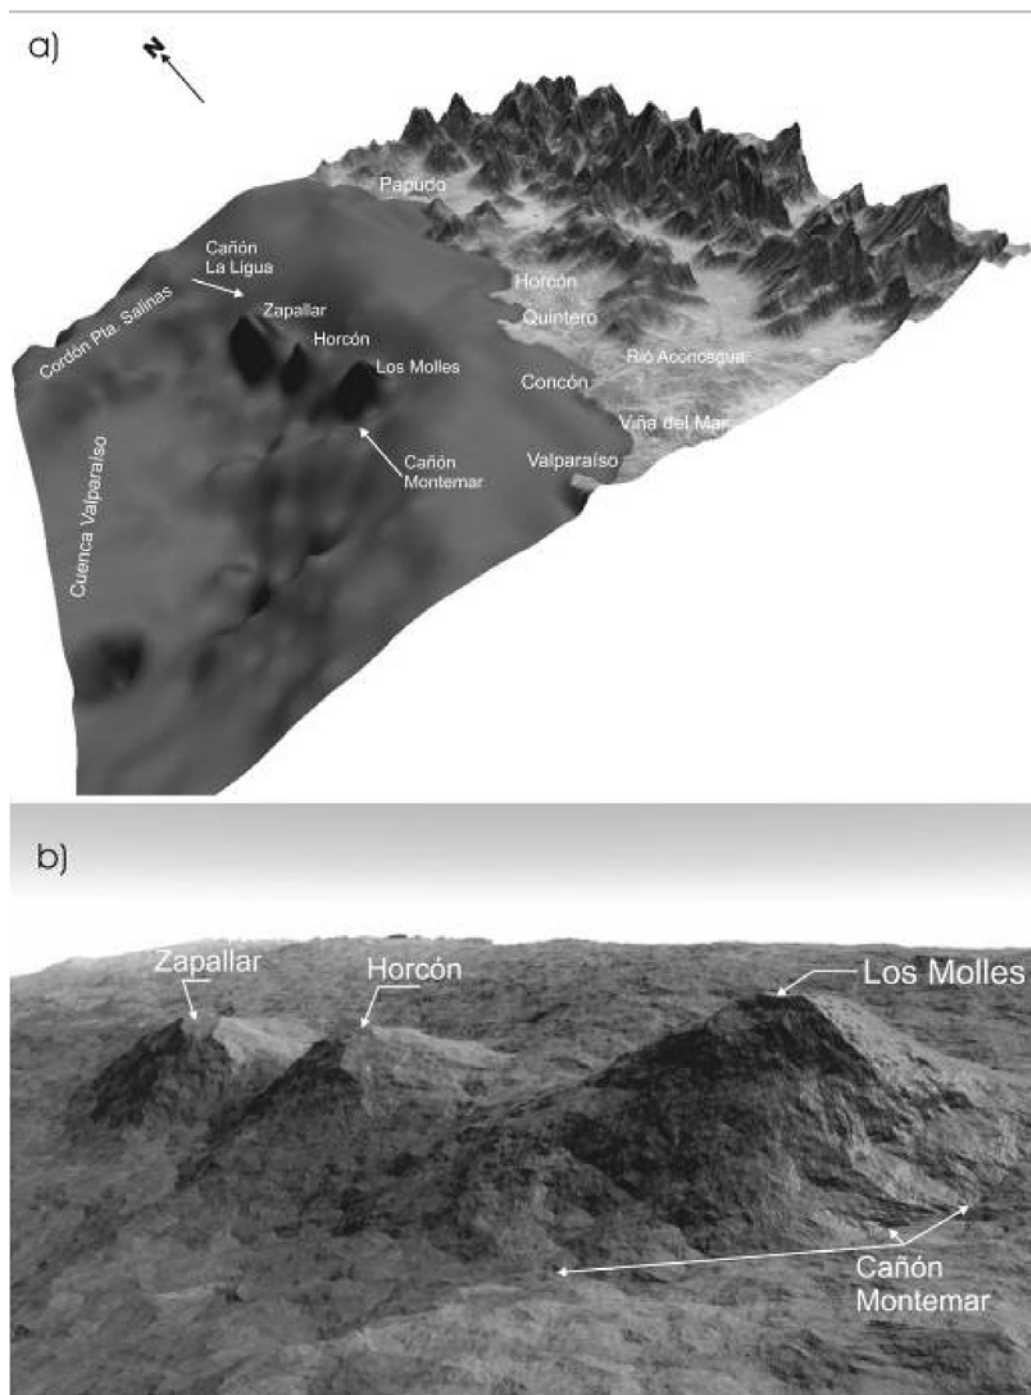 a)
N
Papudo
Cañón
La Ligua
Cordón Pta. Salinas
Zapallar
Horcón
Horcón
Quintero
Los Molles
Río Aconcagua
Concón
Viña del Mar
Cañón
Montemar
Valparaíso
Cuenca Valparaíso
b)
Zapallar
Horcón
Los Molles
Cañón
Montemar